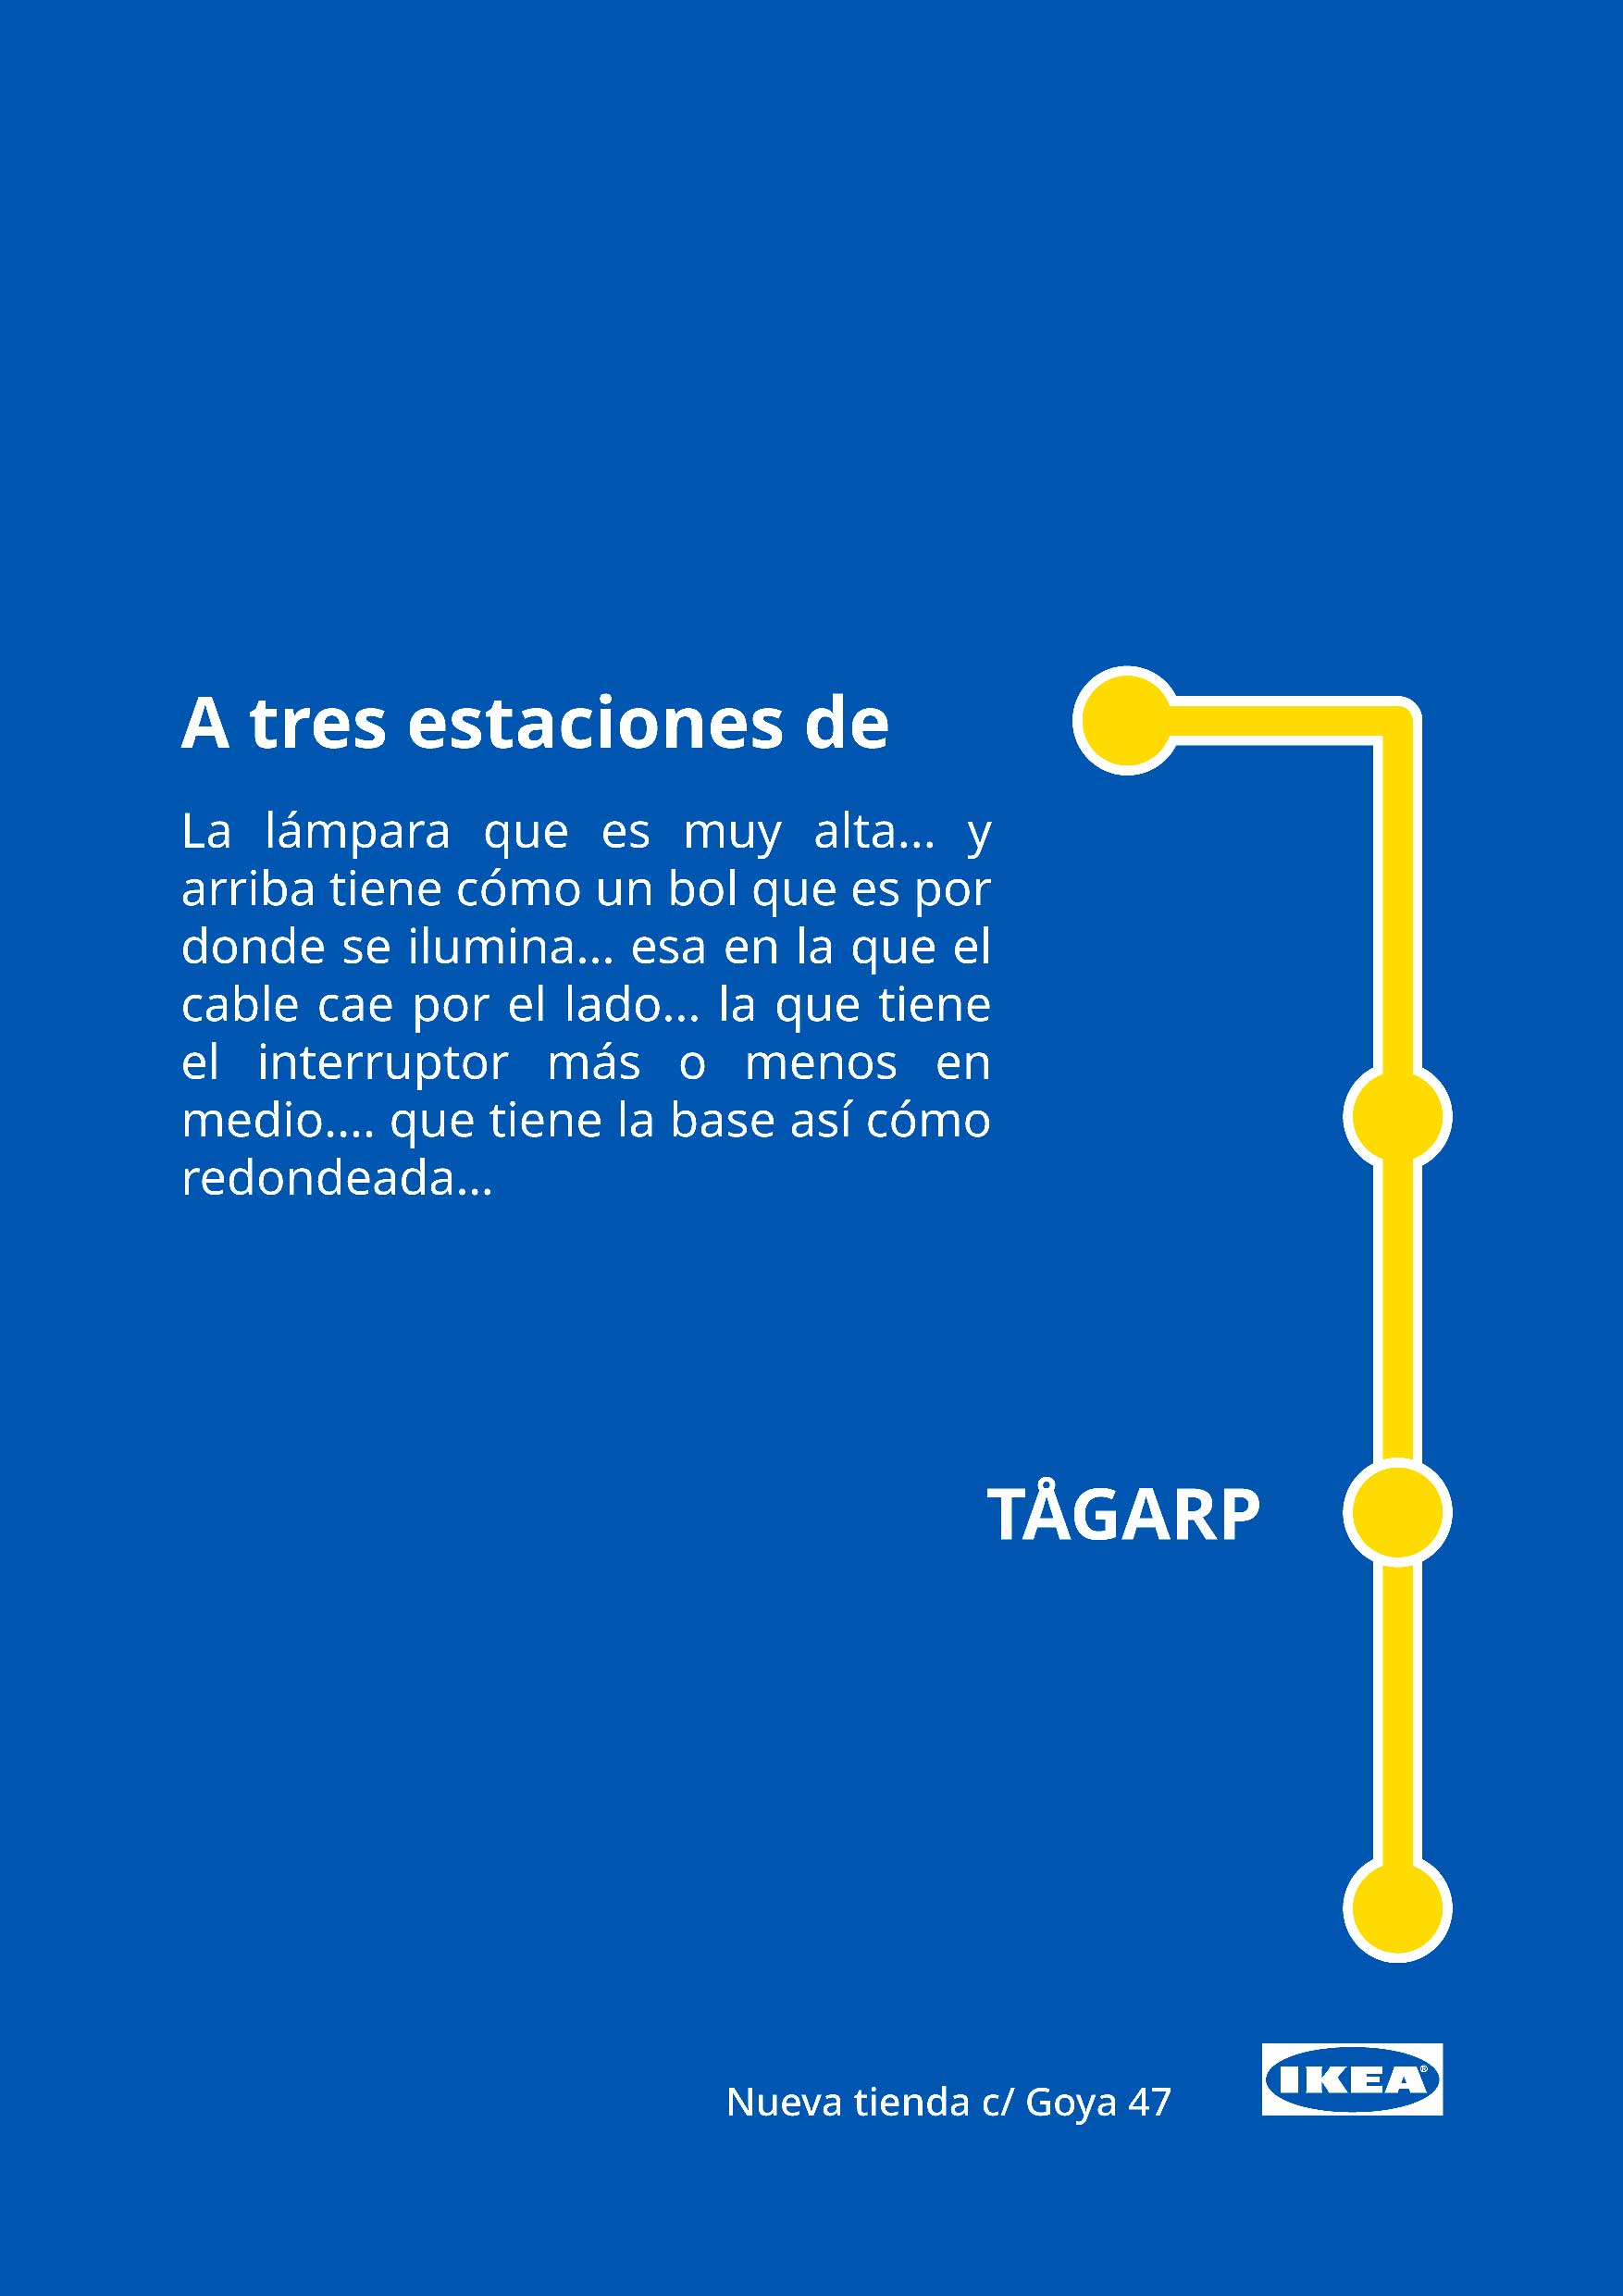 A tres estaciones de
La lámpara que es muy alta... y
arriba tiene cómo un bol que es por
donde se ilumina... esa en la que el
cable cae por el lado... la que tiene
el interruptor más o menos en
medio.... que tiene la base así cómo
redondeada...
TÅGARP
Nueva tienda c/ Goya 47
IKEA®